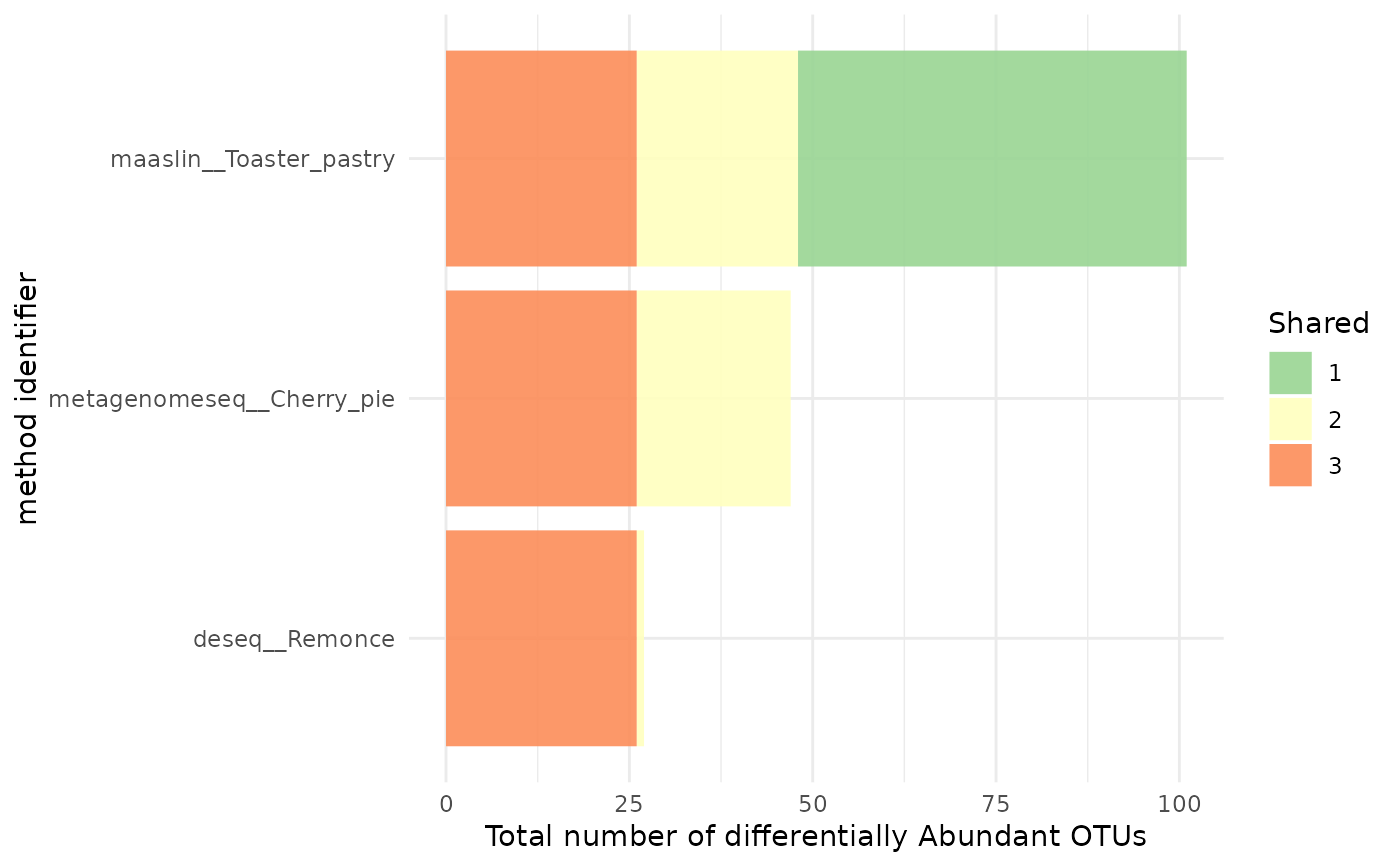 maaslin__Toaster_pastry
metagenomeseq__Cherry_pie
deseq__Remonce
method identifier
0 25 50 75 100
Total number of differentially Abundant OTUs
Shared
1
2
3